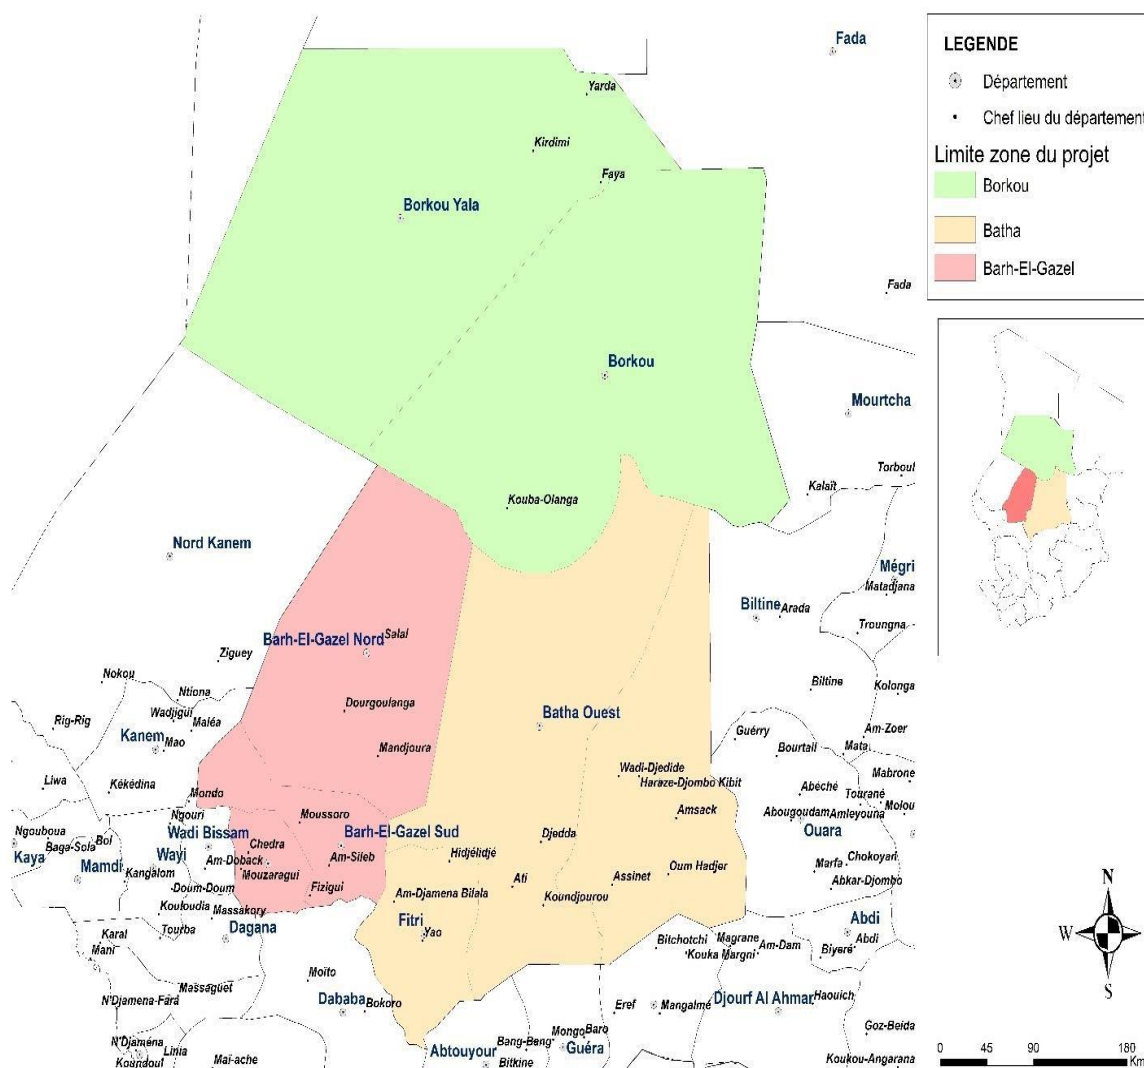 Fada
LEGENDE
Département
Chef lieu du département
Limite zone du projet
Borkou
Batha
Barh-El-Gazel
Yarda
Kirdimi
Faya
Borkou Yala
Fada
Borkou
Mourtcha
Torboul
Kalaït
Kouba-Olanga
Nord Kanem
Mégri
Matadjana
Biltine
Arada
Troungna
Barh-El-Gazel Nord
Salal
Ziguey
Nokou
Ntiona
Biltine
Kolonga
Dourgoulanga
Wadjigui
Rig-Rig
Maléa
Batha Ouest
Kanem
Mao
Guérry
Am-Zoer
Bourtail
Matai
Mandjoura
Liwa
Kékédina
Wadi-Djedide
Haraze-Djombo Kibit
Mabrone
Abéché
Tourané
Mondo
Molou
Ngouri
Moussoro
Amsack
Abougoudam
Amleyouna
Ngouboua
Wadi Bissam
Barh-El-Gazel Sud
Djedda
Ouara
Baga-Sola
Bol
Chedra
Kaya
Wayi
Hidjélidjé
Chokoyan
Mamdi
Am-Doback
Am-Sileb
Marfa
Kangalom
Mouzaragui
Oum Hadjer
Abkar-Djombo
Doum-Doum
Fizigui
Am-Djamena Bilala
Ati
Assinet
Kouloudia
Massakory
Koundjourou
Fitri
Abdi
Tourba
Dagana
Yao
Karal
Mani
Bitchotchi
Magrane
Am-Dam
Abdi
Kouka Margni
Biyeré
Moïto
Massaguet
N'Djamena-Fara
Dababa
Bokoro
Eref
Mangalmé
Djourf Al Ahmar
Haouich
Mongo
Baro
Goz-Beida
N'Djaména
Linia
Bang-Bang
Guéra
Koundoul
Maï-ache
Abtouyour
Bitkine
Koukou-Angarana
N
W
E
S
0 45 90 180
Km